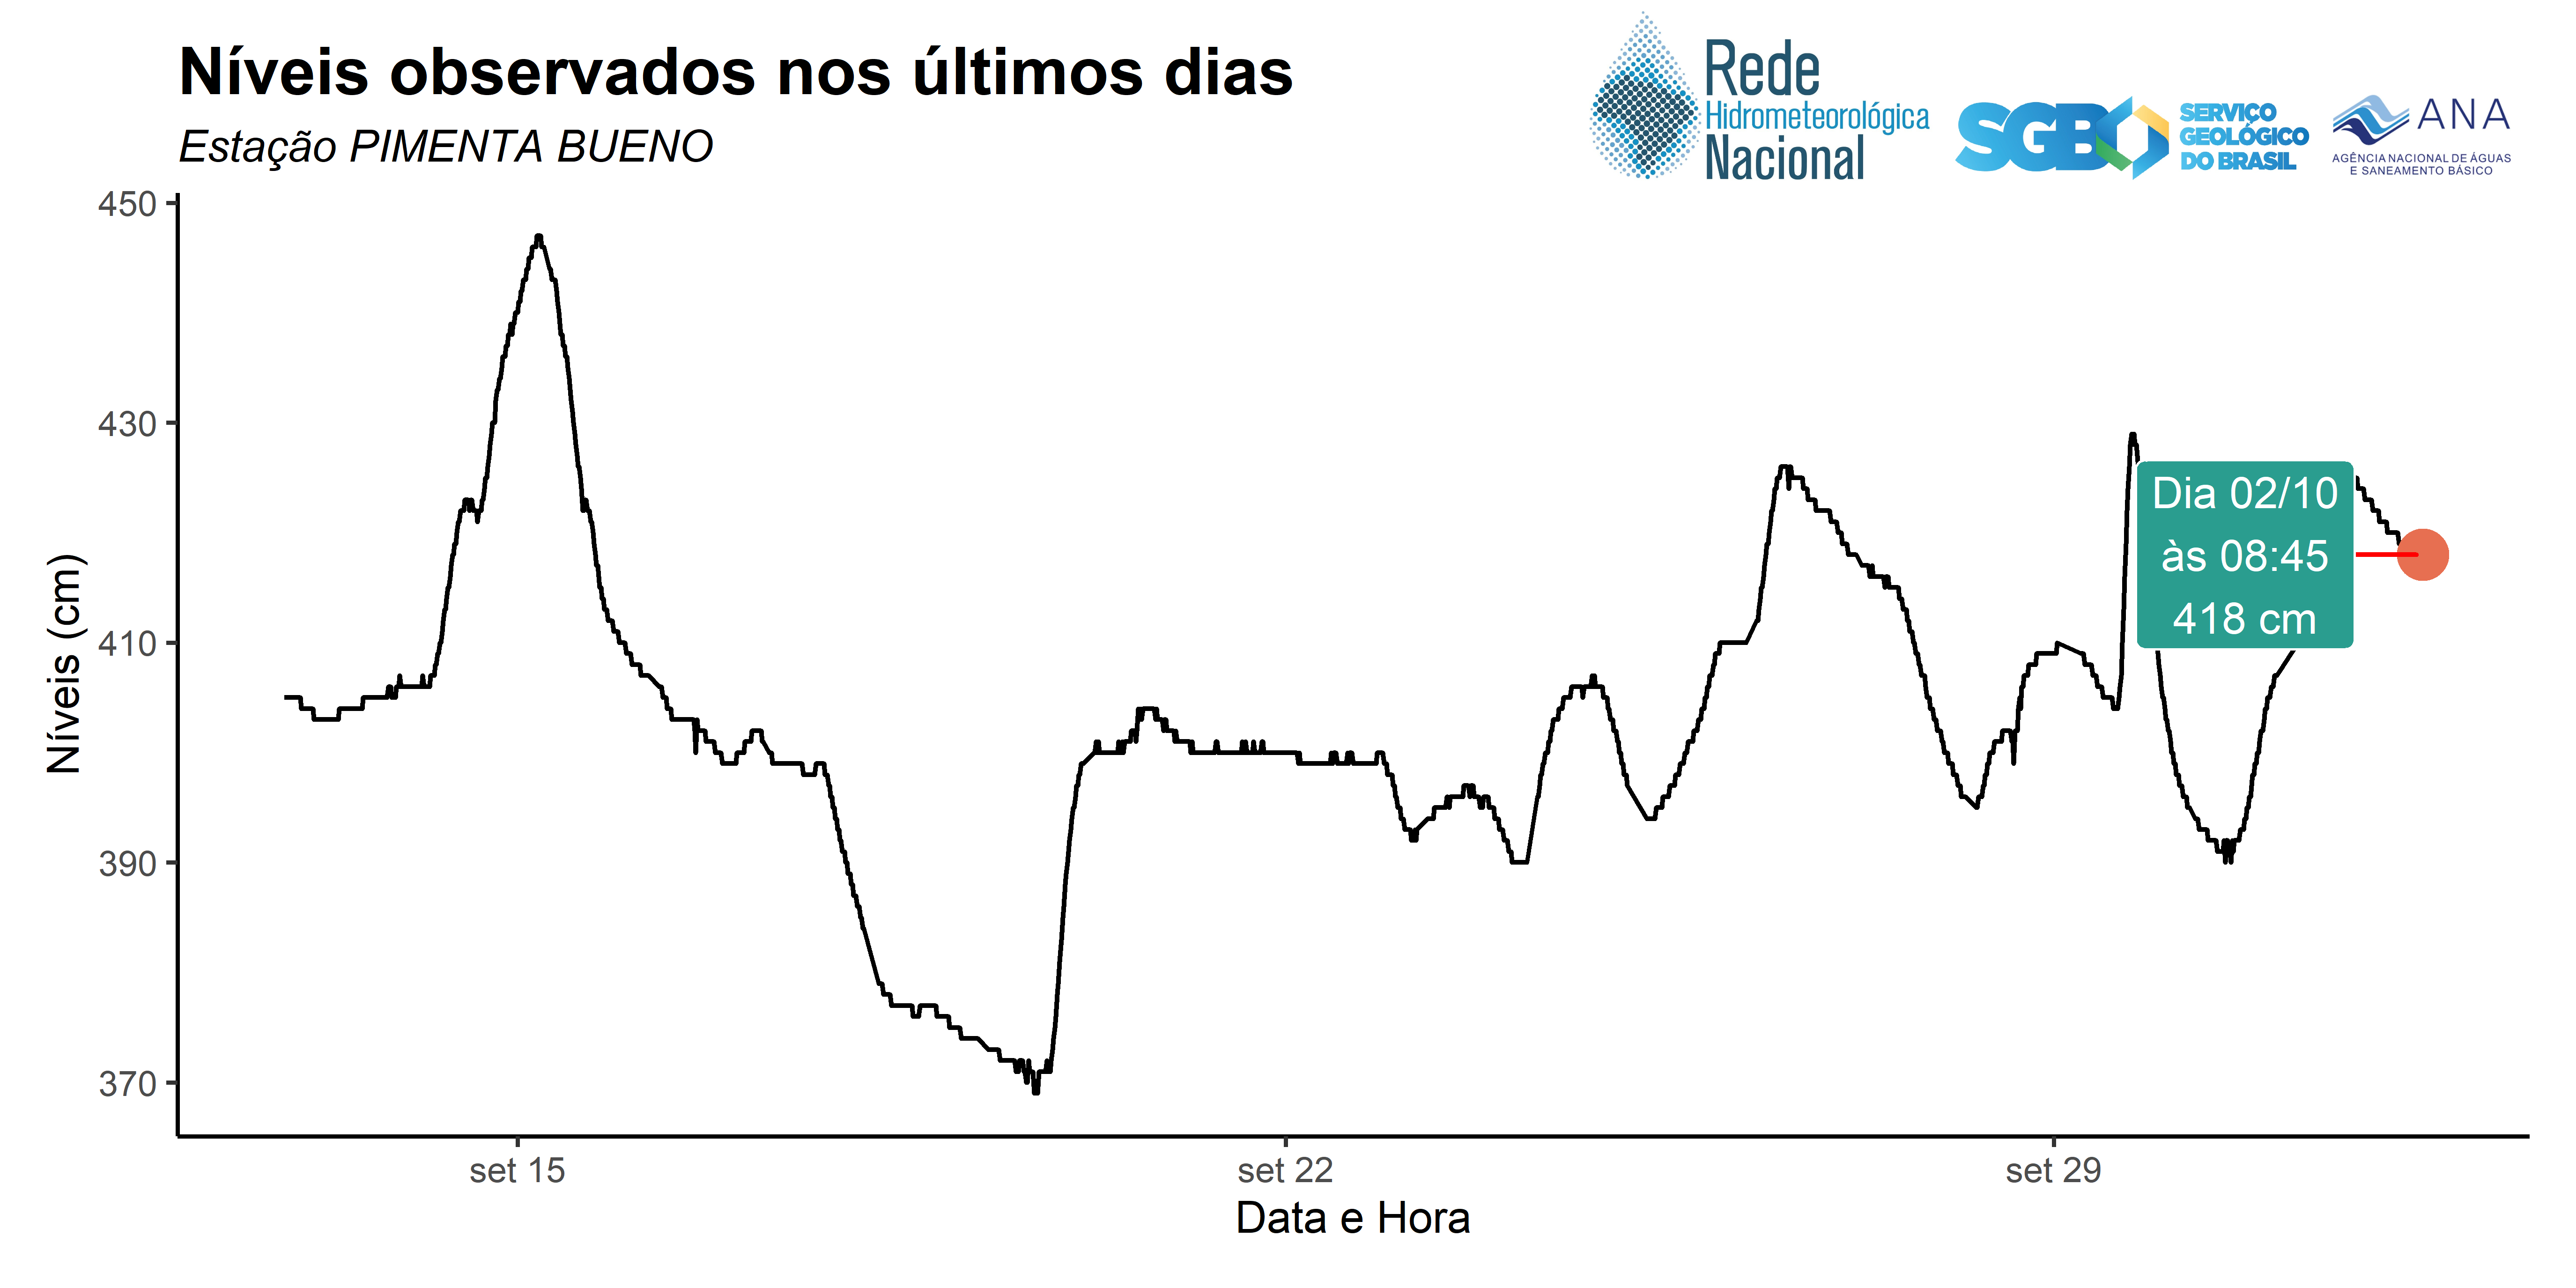 Níveis observados nos últimos dias
Estação PIMENTA BUENO
Rede
Hidrometeorológica
Nacional
SGB
SERVIÇO
GEOLÓGICO
DO BRASIL
ANA
AGÊNCIA NACIONAL DE ÁGUAS
E SANEAMENTO BÁSICO
450
430
410
390
370
Níveis (cm)
Dia 02/10
às 08:45
418 cm
set 15
set 22
set 29
Data e Hora